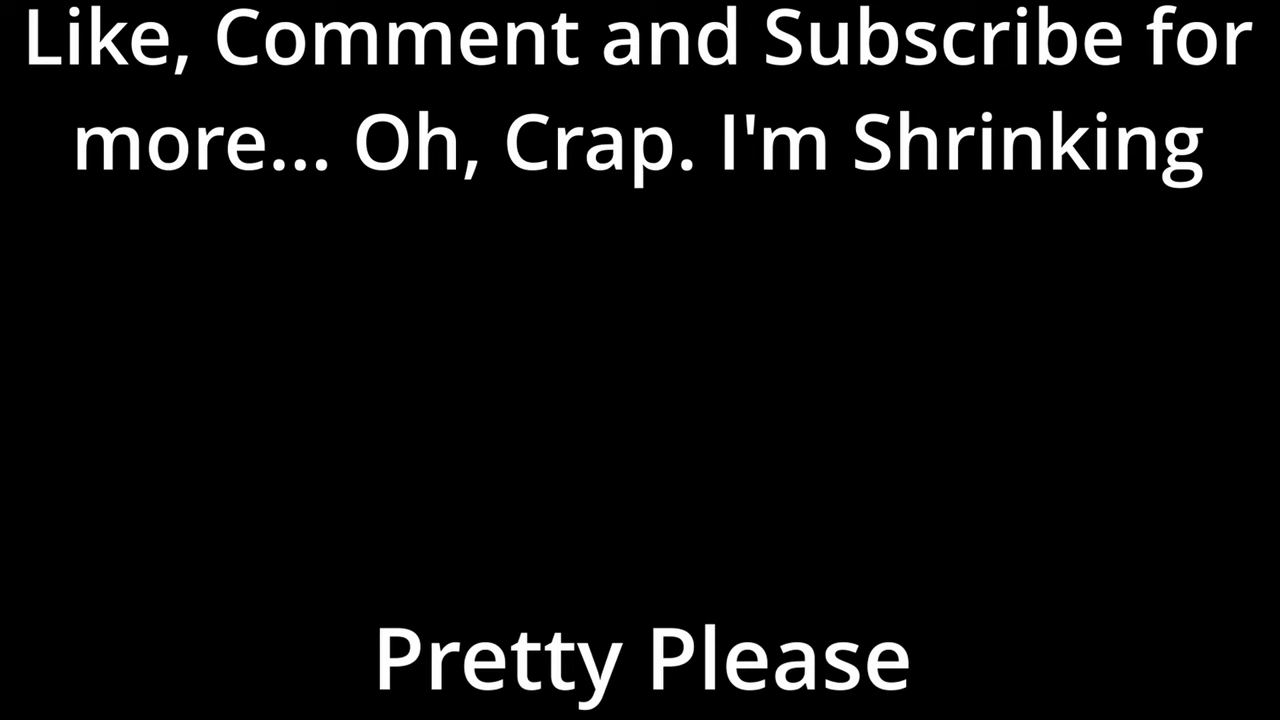 Like, Comment and Subscribe for
more... Oh, Crap. I'm Shrinking
Pretty Please